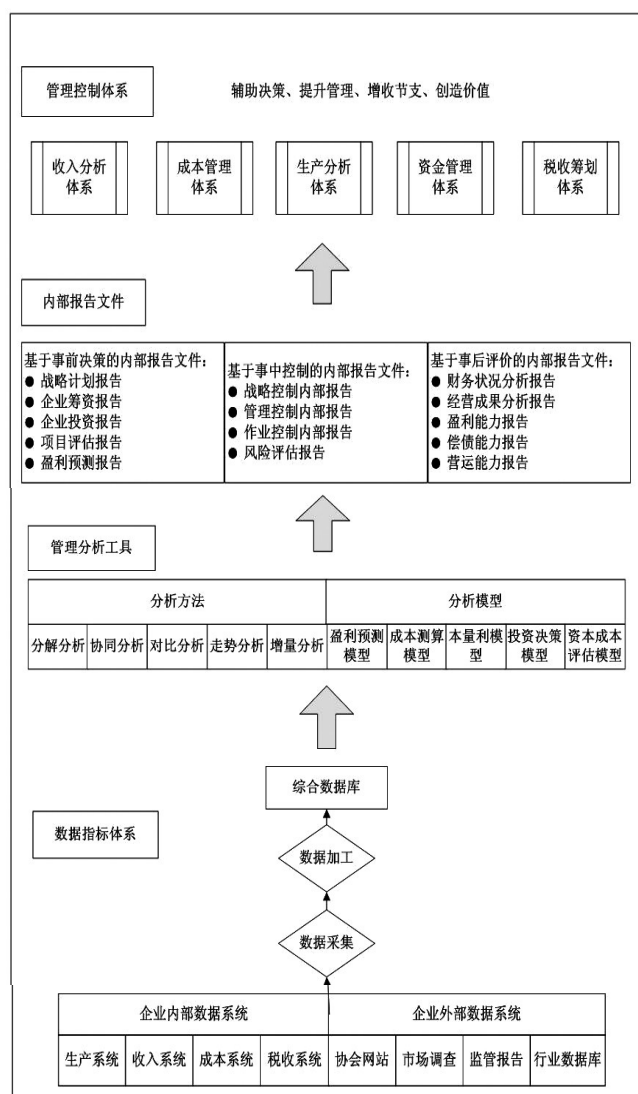 管理控制体系
辅助决策、提升管理、增收节支、创造价值
收入分析
体系
成本管理
体系
生产分析
体系
资金管理
体系
税收筹划
体系
内部报告文件
基于事前决策的内部报告文件：
● 战略计划报告
● 企业筹资报告
● 企业投资报告
● 项目评估报告
● 盈利预测报告
基于事中控制的内部报告文件：
● 战略控制内部报告
● 管理控制内部报告
● 作业控制内部报告
● 风险评估报告
基于事后评价的内部报告文件：
● 财务状况分析报告
● 经营成果分析报告
● 盈利能力报告
● 偿债能力报告
● 营运能力报告
管理分析工具
分析方法
分析模型
分解分析
协同分析
对比分析
走势分析
增量分析
盈利预测
模型
成本测算
模型
本量利模
型
投资决策
模型
资本成本
评估模型
综合数据库
数据指标体系
数据加工
数据采集
企业内部数据系统
企业外部数据系统
生产系统
收入系统
成本系统
税收系统
协会网站
市场调查
监管报告
行业数据库